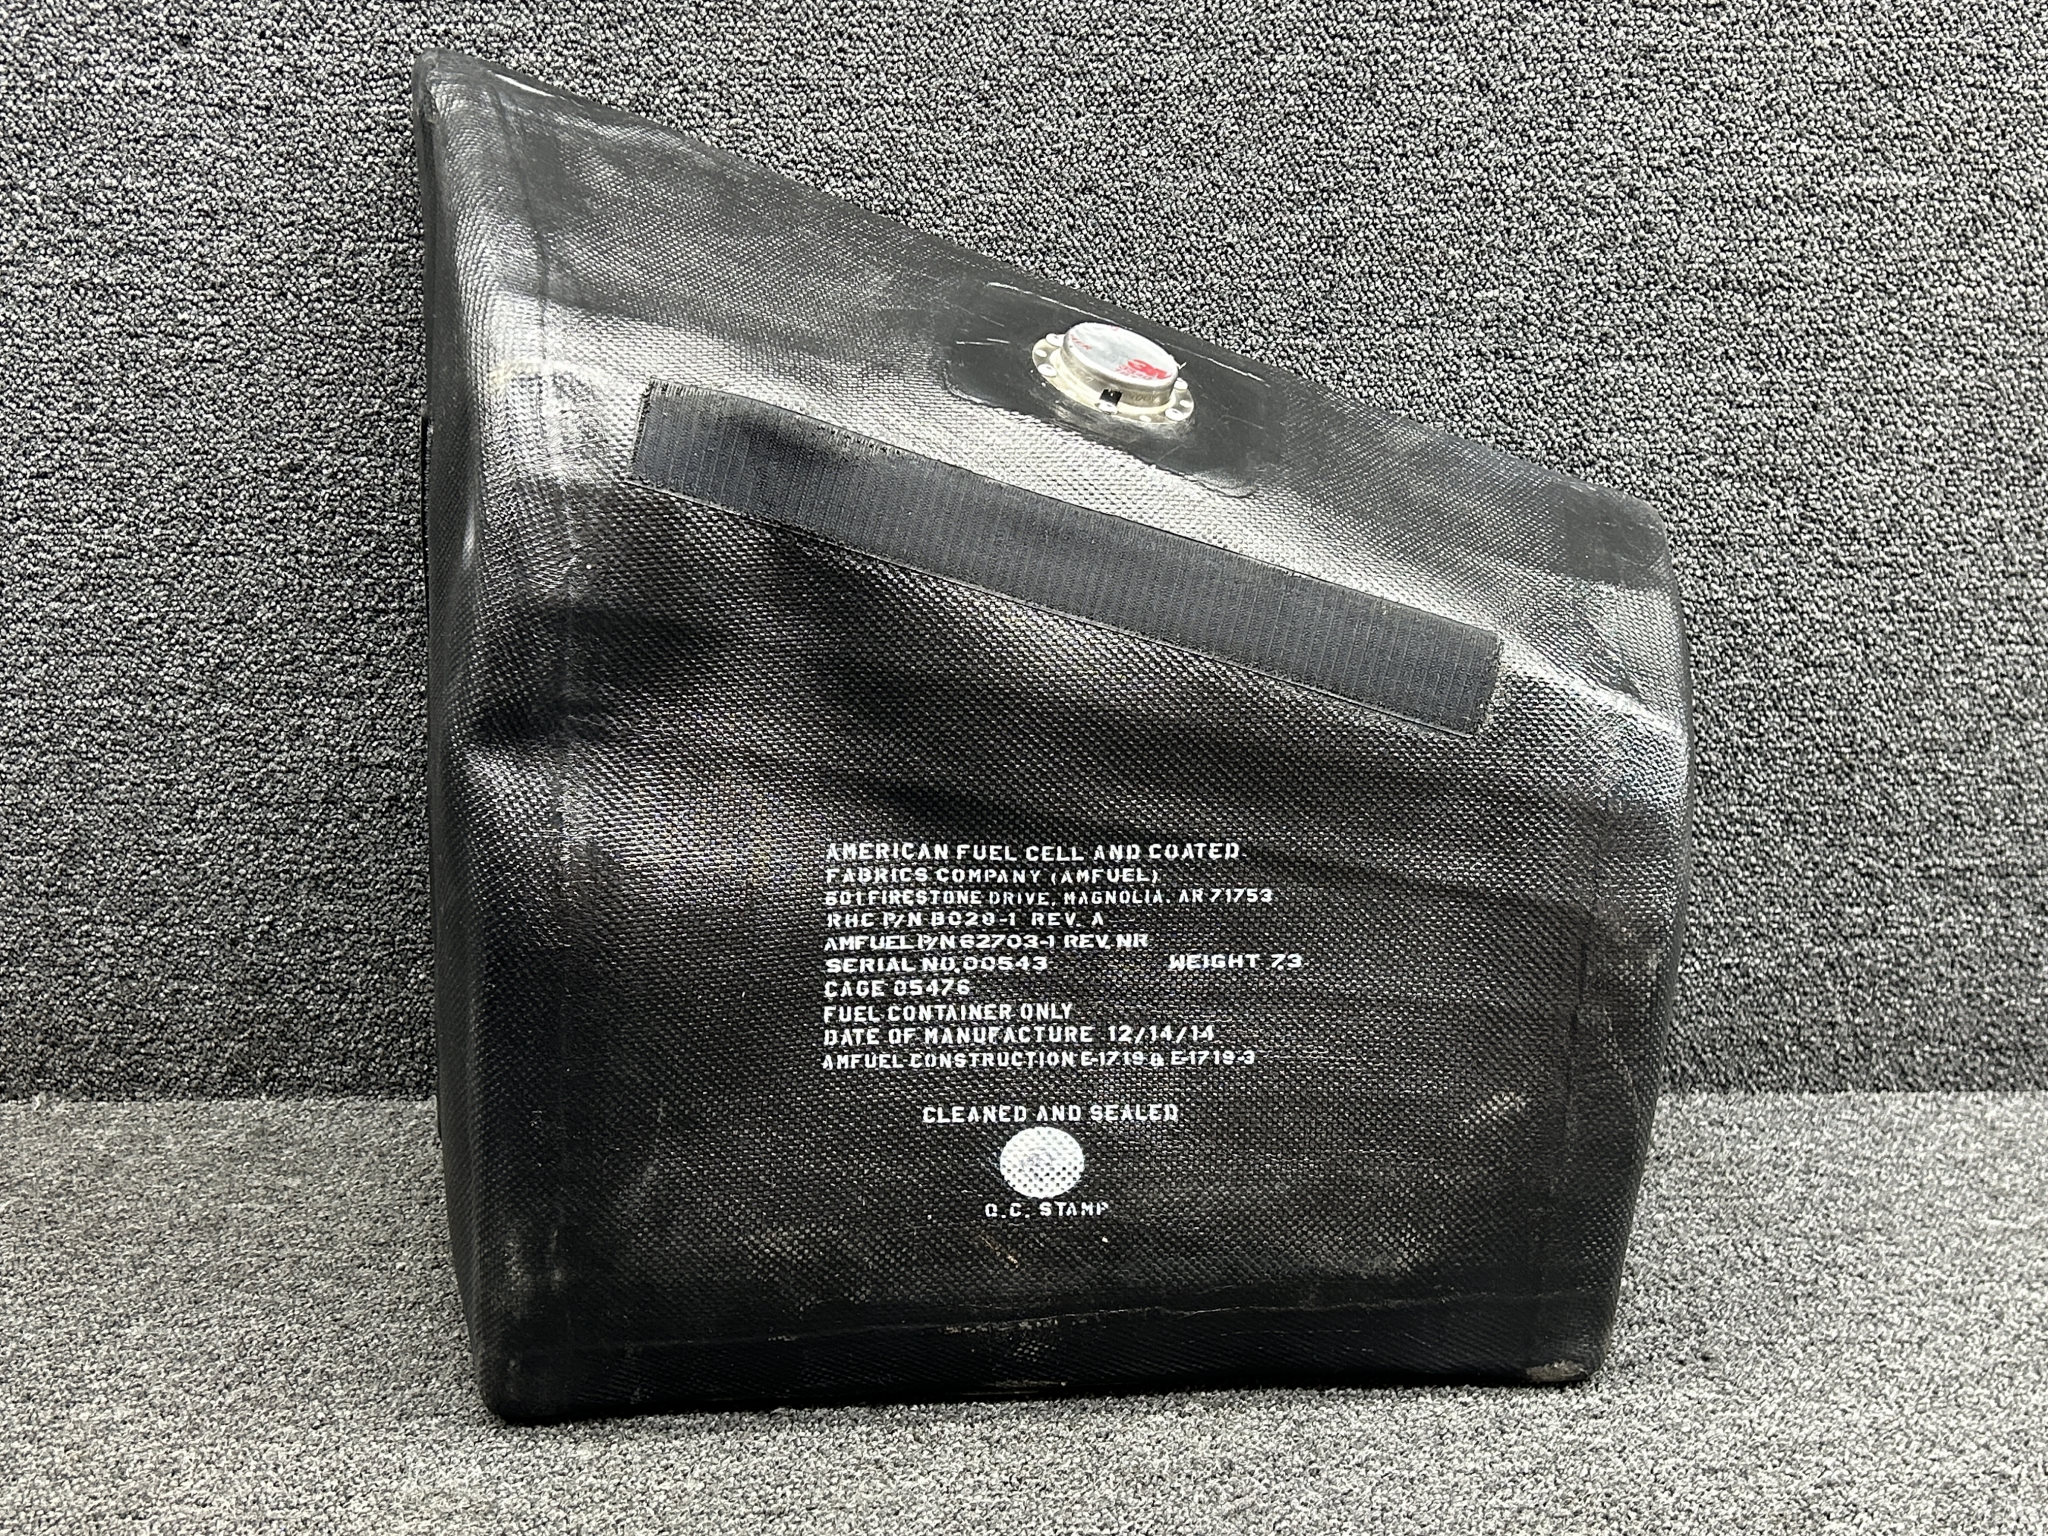 AMERICAN FUEL CELL AND COATED
FABRICS COMPANY (AMFUEL)
601 FIRESTONE DRIVE, MAGNOLIA, AR 71753
RHC P/N B020-1 REV. A
AMFUEL P/N 62703-1 REV. NR
SERIAL NO. 00543 WEIGHT 7.3
CAGE 05476
FUEL CONTAINER ONLY
DATE OF MANUFACTURE 12/14/14
AMFUEL CONSTRUCTION E-1719 & E-1719-3
CLEANED AND SEALED
Q.C. STAMP